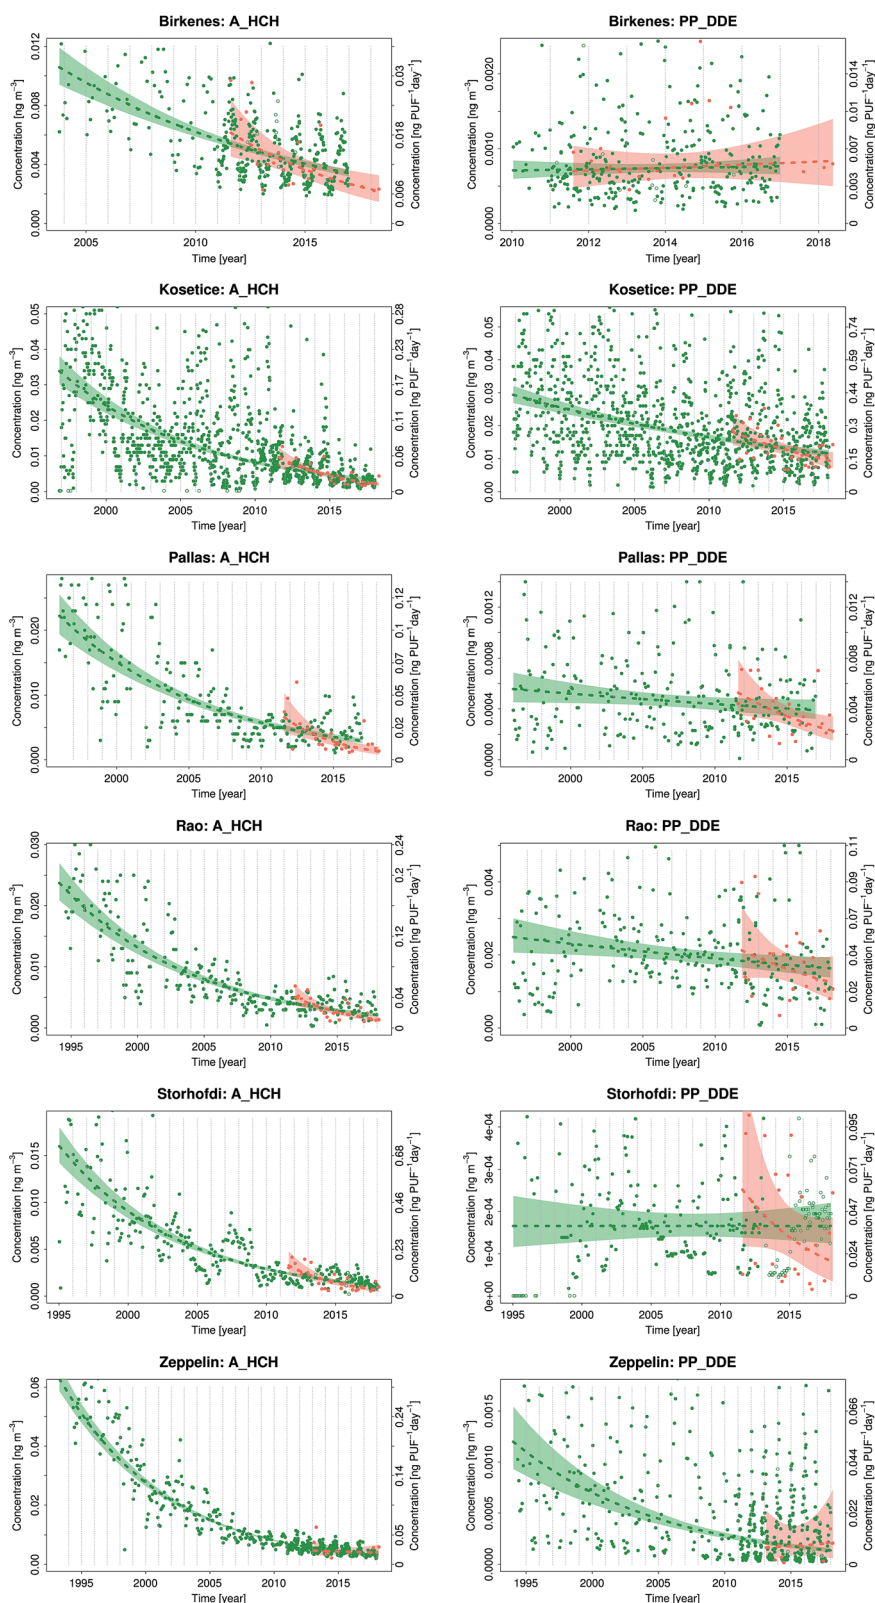 Birkenes: A_HCH
Concentration [ng m⁻³]
0.000 0.004 0.008 0.012
0 0.006 0.018 0.03
Concentration [ng PUF⁻¹day⁻¹]
2005 2010 2015
Time [year]
Birkenes: PP_DDE
Concentration [ng m⁻³]
0.0000 0.0010 0.0020
0 0.003 0.007 0.01 0.014
Concentration [ng PUF⁻¹day⁻¹]
2010 2012 2014 2016 2018
Time [year]
Kosetice: A_HCH
Concentration [ng m⁻³]
0.00 0.01 0.02 0.03 0.04 0.05
0 0.06 0.11 0.17 0.23 0.28
Concentration [ng PUF⁻¹day⁻¹]
2000 2005 2010 2015
Time [year]
Kosetice: PP_DDE
Concentration [ng m⁻³]
0.00 0.01 0.02 0.03 0.04 0.05
0 0.15 0.3 0.44 0.59 0.74
Concentration [ng PUF⁻¹day⁻¹]
2000 2005 2010 2015
Time [year]
Pallas: A_HCH
Concentration [ng m⁻³]
0.000 0.010 0.020
0 0.02 0.05 0.07 0.1 0.12
Concentration [ng PUF⁻¹day⁻¹]
2000 2005 2010 2015
Time [year]
Pallas: PP_DDE
Concentration [ng m⁻³]
0.0000 0.0004 0.0008 0.0012
0 0.004 0.008 0.012
Concentration [ng PUF⁻¹day⁻¹]
2000 2005 2010 2015
Time [year]
Rao: A_HCH
Concentration [ng m⁻³]
0.000 0.010 0.020 0.030
0 0.04 0.12 0.2 0.24
Concentration [ng PUF⁻¹day⁻¹]
1995 2000 2005 2010 2015
Time [year]
Rao: PP_DDE
Concentration [ng m⁻³]
0.000 0.002 0.004
0 0.02 0.04 0.07 0.09 0.11
Concentration [ng PUF⁻¹day⁻¹]
2000 2005 2010 2015
Time [year]
Storhofdi: A_HCH
Concentration [ng m⁻³]
0.000 0.005 0.010 0.015
0 0.23 0.46 0.68
Concentration [ng PUF⁻¹day⁻¹]
1995 2000 2005 2010 2015
Time [year]
Storhofdi: PP_DDE
Concentration [ng m⁻³]
0e+00 1e-04 2e-04 3e-04 4e-04
0 0.024 0.047 0.071 0.095
Concentration [ng PUF⁻¹day⁻¹]
1995 2000 2005 2010 2015
Time [year]
Zeppelin: A_HCH
Concentration [ng m⁻³]
0.00 0.02 0.04 0.06
0 0.05 0.14 0.24
Concentration [ng PUF⁻¹day⁻¹]
1995 2000 2005 2010 2015
Time [year]
Zeppelin: PP_DDE
Concentration [ng m⁻³]
0.0000 0.0005 0.0010 0.0015
0 0.022 0.044 0.066
Concentration [ng PUF⁻¹day⁻¹]
1995 2000 2005 2010 2015
Time [year]